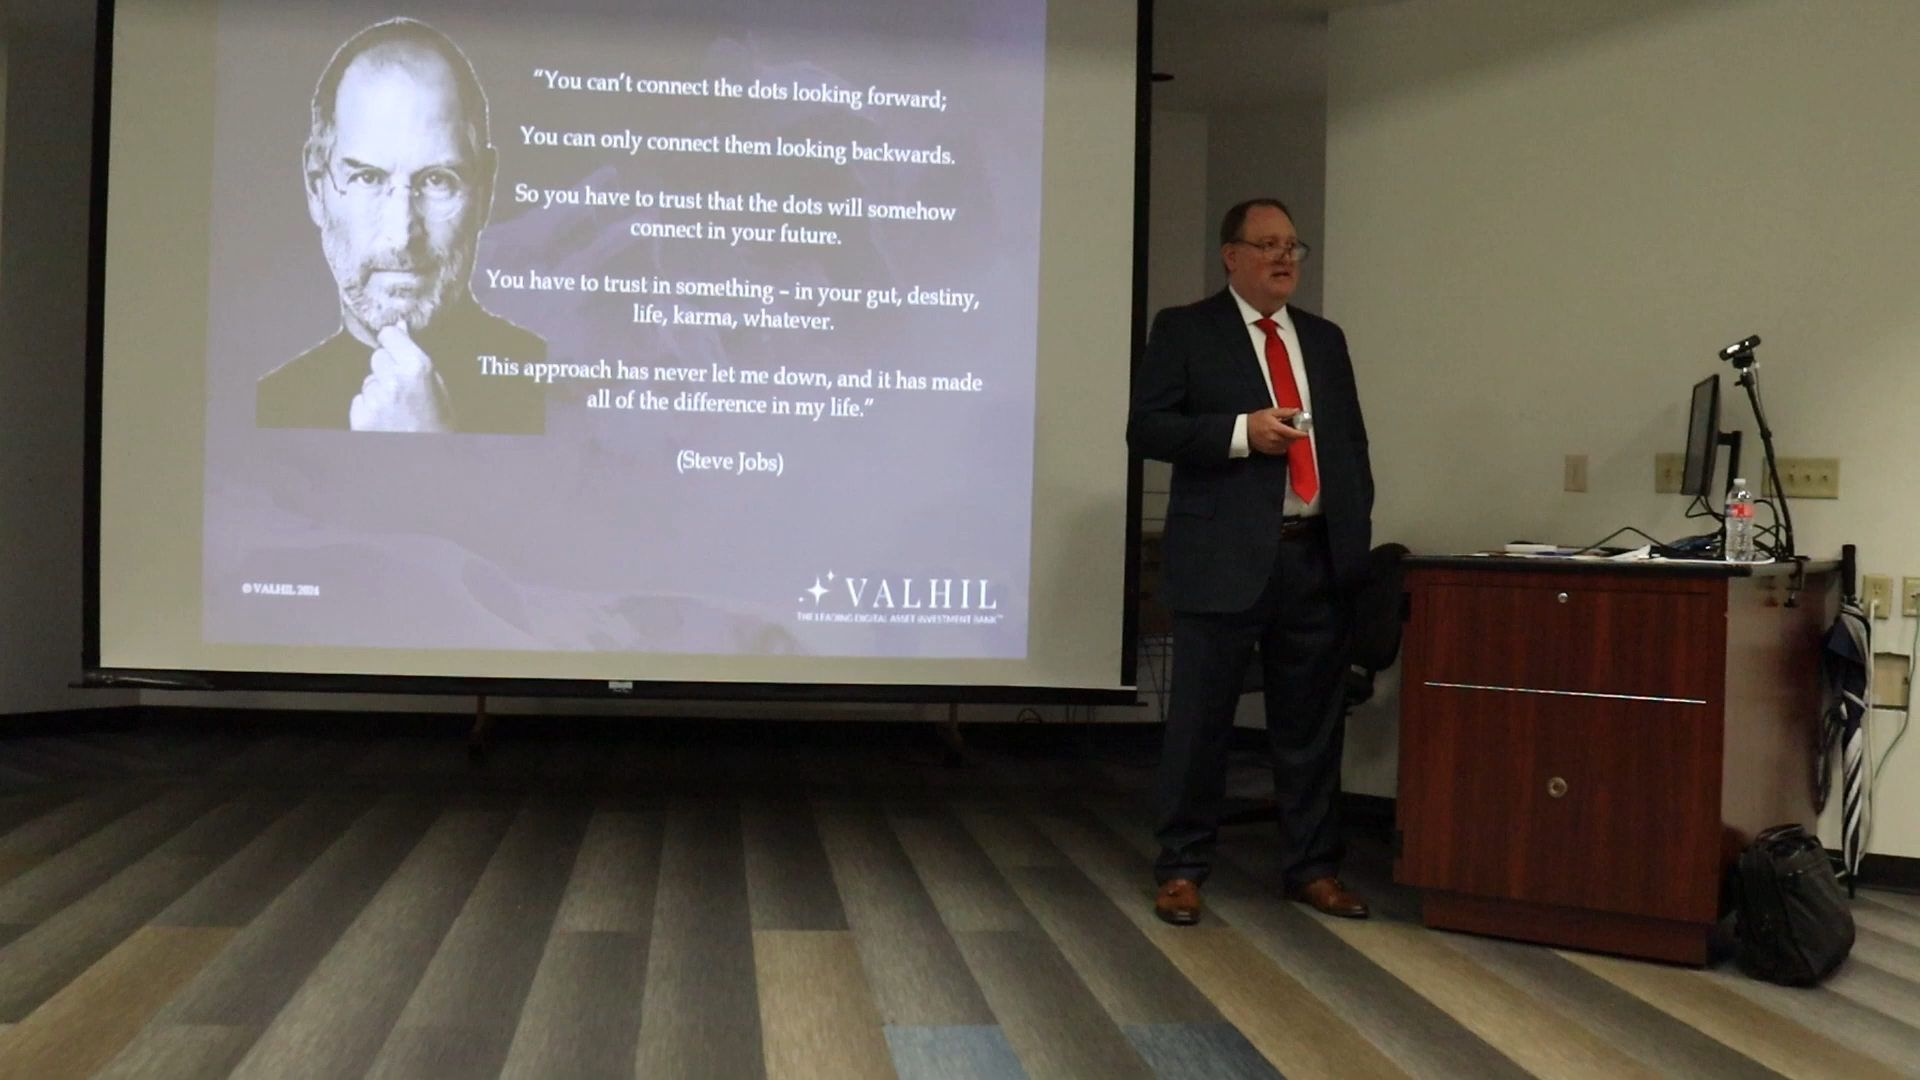 “You can’t connect the dots looking forward;
You can only connect them looking backwards.
So you have to trust that the dots will somehow
connect in your future.
You have to trust in something – in your gut, destiny,
life, karma, whatever.
This approach has never let me down, and it has made
all of the difference in my life.”
(Steve Jobs)
© VALHIL 2024
VALHIL
THE LEADING DIGITAL ASSET INVESTMENT BANK™